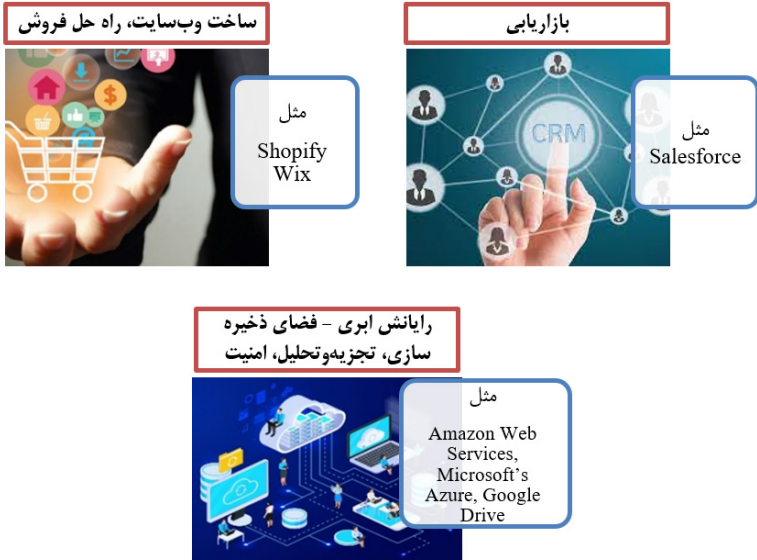 بازاریابی
مثل
Salesforce
CRM
ساخت وب‌سایت، راه حل فروش
مثل
Shopify
Wix
رایانش ابری - فضای ذخیره
سازی، تجزیه‌وتحلیل، امنیت
مثل
Amazon Web
Services,
Microsoft's
Azure, Google
Drive